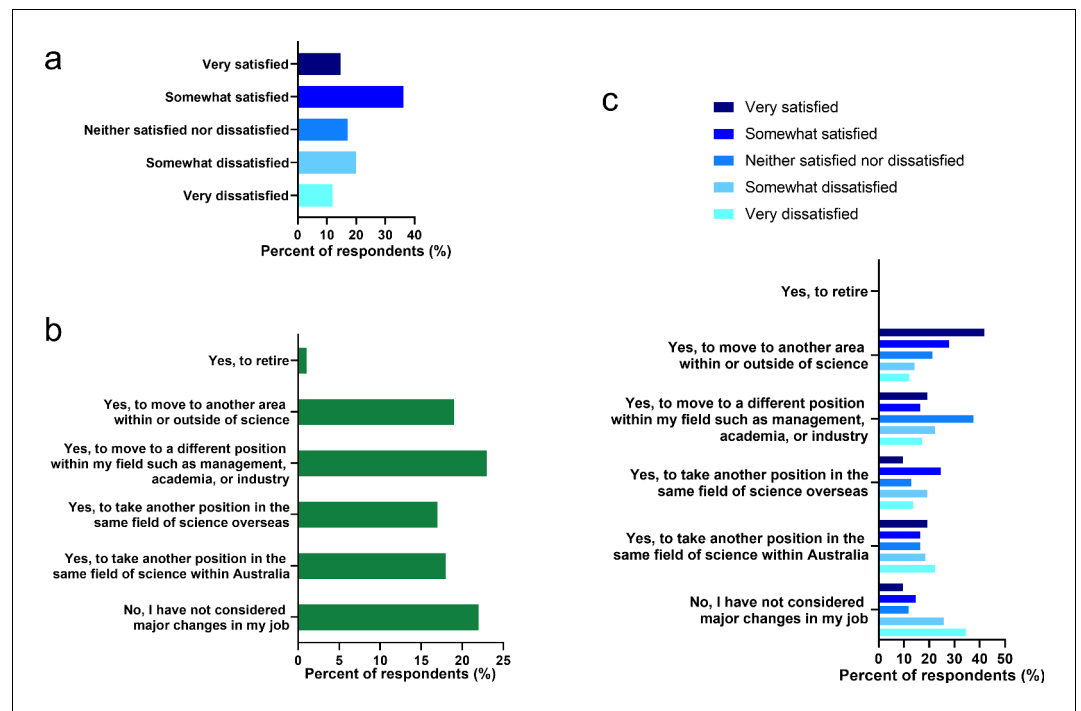 a
Very satisfied
Somewhat satisfied
Neither satisfied nor dissatisfied
Somewhat dissatisfied
Very dissatisfied
0 10 20 30 40
Percent of respondents (%)
b
Yes, to retire
Yes, to move to another area
within or outside of science
Yes, to move to a different position
within my field such as management,
academia, or industry
Yes, to take another position in the
same field of science overseas
Yes, to take another position in the
same field of science within Australia
No, I have not considered
major changes in my job
0 5 10 15 20 25
Percent of respondents (%)
c
Very satisfied
Somewhat satisfied
Neither satisfied nor dissatisfied
Somewhat dissatisfied
Very dissatisfied
Yes, to retire
Yes, to move to another area
within or outside of science
Yes, to move to a different position
within my field such as management,
academia, or industry
Yes, to take another position in the
same field of science overseas
Yes, to take another position in the
same field of science within Australia
No, I have not considered
major changes in my job
0 10 20 30 40 50
Percent of respondents (%)